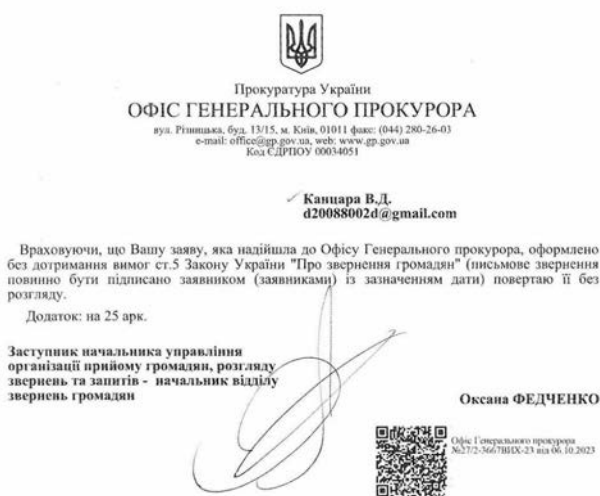 Прокуратура України
ОФІС ГЕНЕРАЛЬНОГО ПРОКУРОРА
вул. Різницька, буд. 13/15, м. Київ, 01011 факс: (044) 280-26-03
e-mail: office@gp.gov.ua, web: www.gp.gov.ua
Код ЄДРПОУ 00034051
Канцара В.Д.
d20088002d@gmail.com
Враховуючи, що Вашу заяву, яка надійшла до Офісу Генерального прокурора, оформлено
без дотримання вимог ст.5 Закону України "Про звернення громадян" (письмове звернення
повинно бути підписано заявником (заявниками) із зазначенням дати) повертаю її без
розгляду.
Додаток: на 25 арк.
Заступник начальника управління
організації прийому громадян, розгляду
звернень та запитів - начальник відділу
звернень громадян
Оксана ФЕДЧЕНКО
Офіс Генерального прокурора
№27/2-3667ВИХ-23 від 06.10.2023